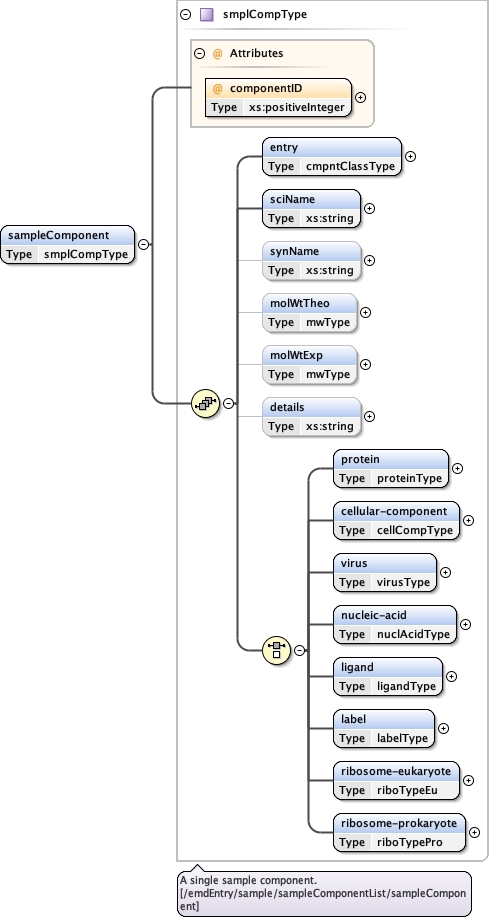 smplCompType
@ Attributes
@ componentID
Type xs:positiveInteger
entry
Type cmpntClassType
sciName
Type xs:string
sampleComponent
Type smplCompType
synName
Type xs:string
molWtTheo
Type mwType
molWtExp
Type mwType
details
Type xs:string
protein
Type proteinType
cellular-component
Type cellCompType
virus
Type virusType
nucleic-acid
Type nuclAcidType
ligand
Type ligandType
label
Type labelType
ribosome-eukaryote
Type riboTypeEu
ribosome-prokaryote
Type riboTypePro
A single sample component.
[/emdEntry/sample/sampleComponentList/sampleCompon
ent]